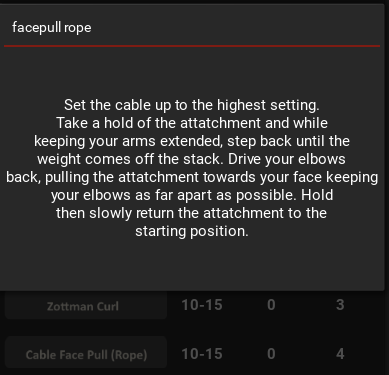 facepull rope
Set the cable up to the highest setting.
Take a hold of the attatchment and while
keeping your arms extended, step back until the
weight comes off the stack. Drive your elbows
back, pulling the attatchment towards your face keeping
your elbows as far apart as possible. Hold
then slowly return the attatchment to the
starting position.
Zottman Curl 10-15 0 3
Cable Face Pull (Rope) 10-15 0 4